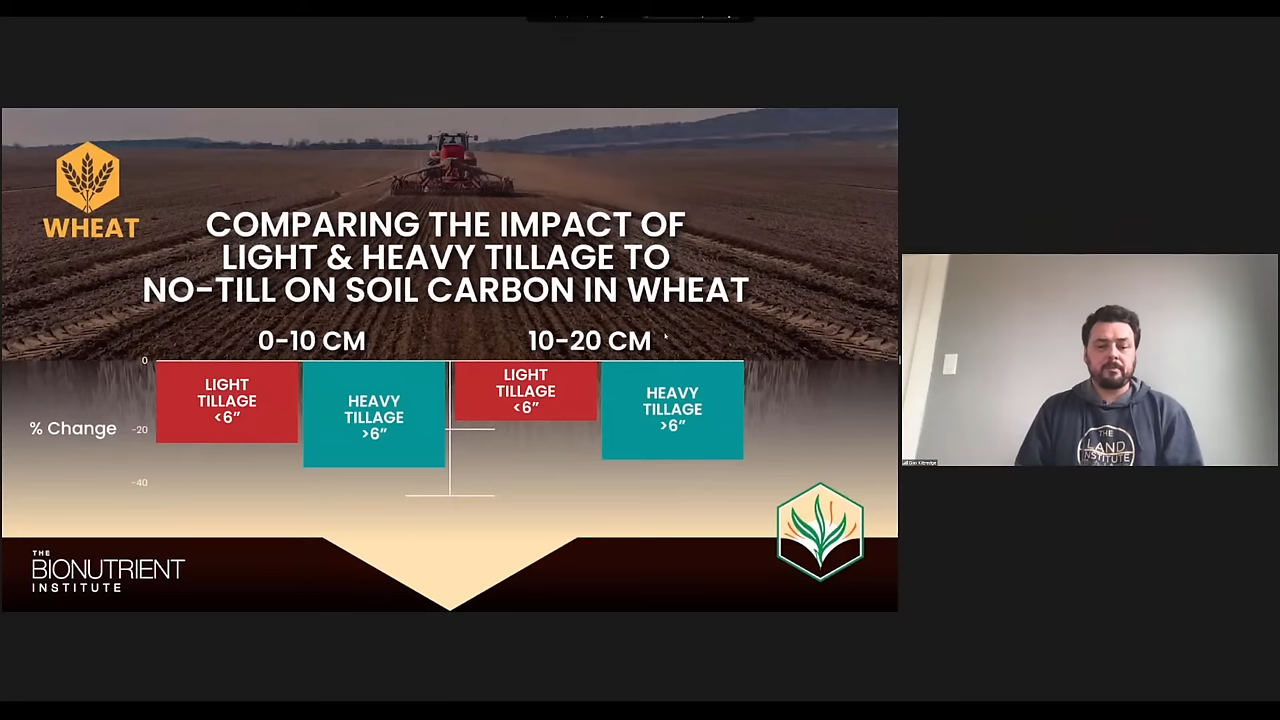 WHEAT
COMPARING THE IMPACT OF
LIGHT & HEAVY TILLAGE TO
NO-TILL ON SOIL CARBON IN WHEAT
0-10 CM
10-20 CM
0
LIGHT
TILLAGE
<6”
HEAVY
TILLAGE
>6”
LIGHT
TILLAGE
<6”
HEAVY
TILLAGE
>6”
% Change
-20
-40
THE
BIONUTRIENT
INSTITUTE
THE
LAND
INSTITUTE
Dan Kittredge